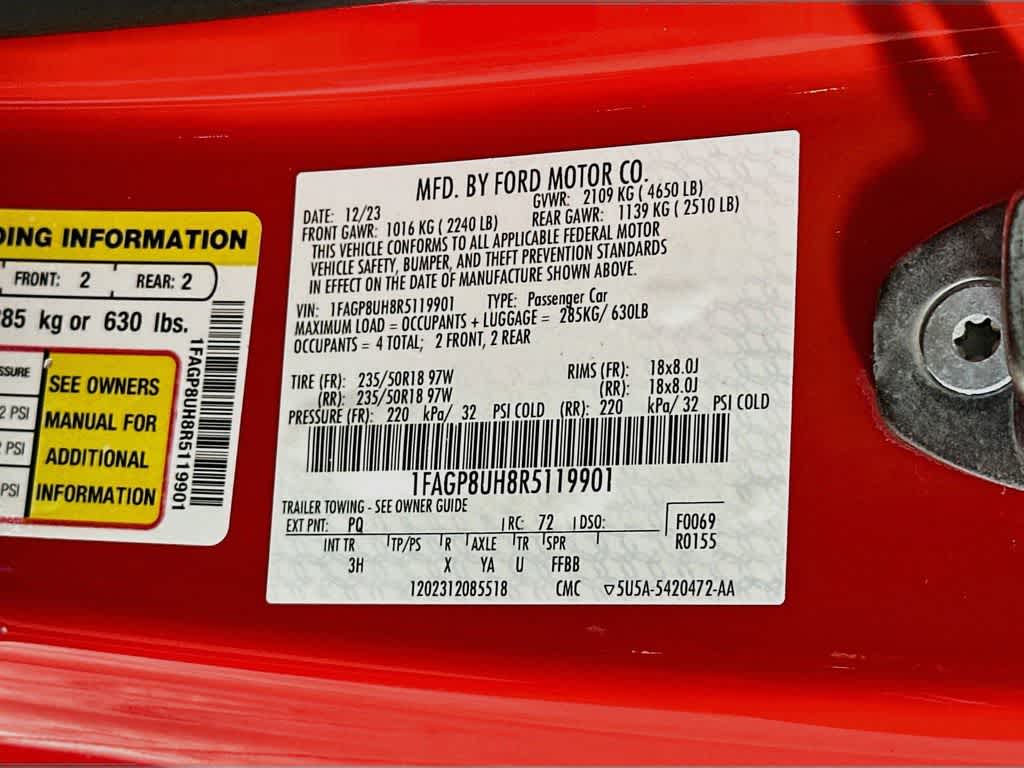 DING INFORMATION
FRONT: 2 REAR: 2
85 kg or 630 lbs.
SSURE
2 PSI
PSI
PSI
SEE OWNERS
MANUAL FOR
ADDITIONAL
INFORMATION
1FAGP8UH8R5119901
MFD. BY FORD MOTOR CO.
DATE: 12/23 GVWR: 2109 KG ( 4650 LB)
FRONT GAWR: 1016 KG ( 2240 LB) REAR GAWR: 1139 KG ( 2510 LB)
THIS VEHICLE CONFORMS TO ALL APPLICABLE FEDERAL MOTOR
VEHICLE SAFETY, BUMPER, AND THEFT PREVENTION STANDARDS
IN EFFECT ON THE DATE OF MANUFACTURE SHOWN ABOVE.
VIN: 1FAGP8UH8R5119901 TYPE: Passenger Car
MAXIMUM LOAD = OCCUPANTS + LUGGAGE = 285KG/ 630LB
OCCUPANTS = 4 TOTAL; 2 FRONT, 2 REAR
TIRE (FR): 235/50R18 97W RIMS (FR): 18x8.0J
(RR): 235/50R18 97W (RR): 18x8.0J
PRESSURE (FR): 220 kPa/ 32 PSI COLD (RR): 220 kPa/ 32 PSI COLD
1FAGP8UH8R5119901
TRAILER TOWING - SEE OWNER GUIDE
EXT PNT: PQ RC: 72 DSO: F0069
R0155
INT TR TP/PS R AXLE TR SPR
3H X YA U FFBB
1202312085518 CMC ▽5U5A-5420472-AA